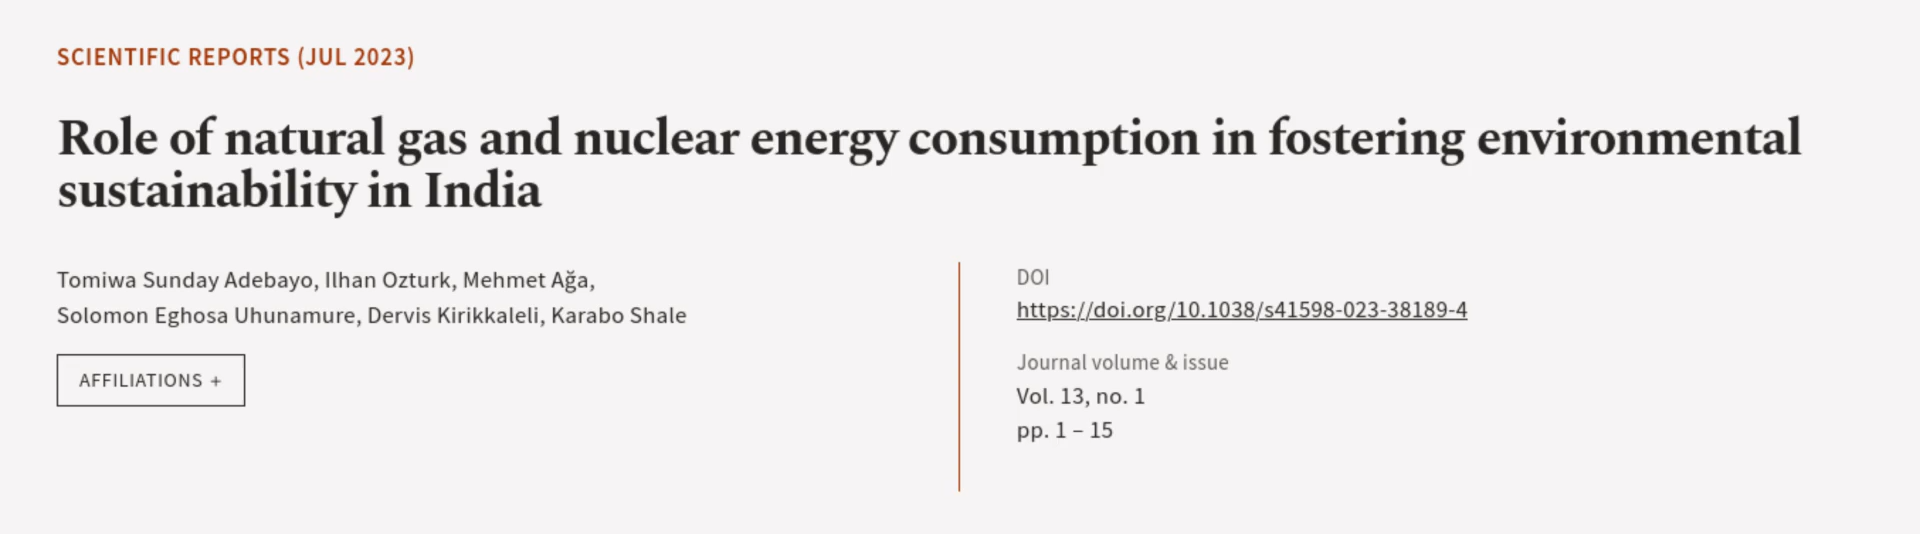 SCIENTIFIC REPORTS (JUL 2023)
Role of natural gas and nuclear energy consumption in fostering environmental
sustainability in India
Tomiwa Sunday Adebayo, Ilhan Ozturk, Mehmet Ağa,
Solomon Eghosa Uhunamure, Dervis Kirikkaleli, Karabo Shale
AFFILIATIONS +
DOI
https://doi.org/10.1038/s41598-023-38189-4
Journal volume & issue
Vol. 13, no. 1
pp. 1 – 15